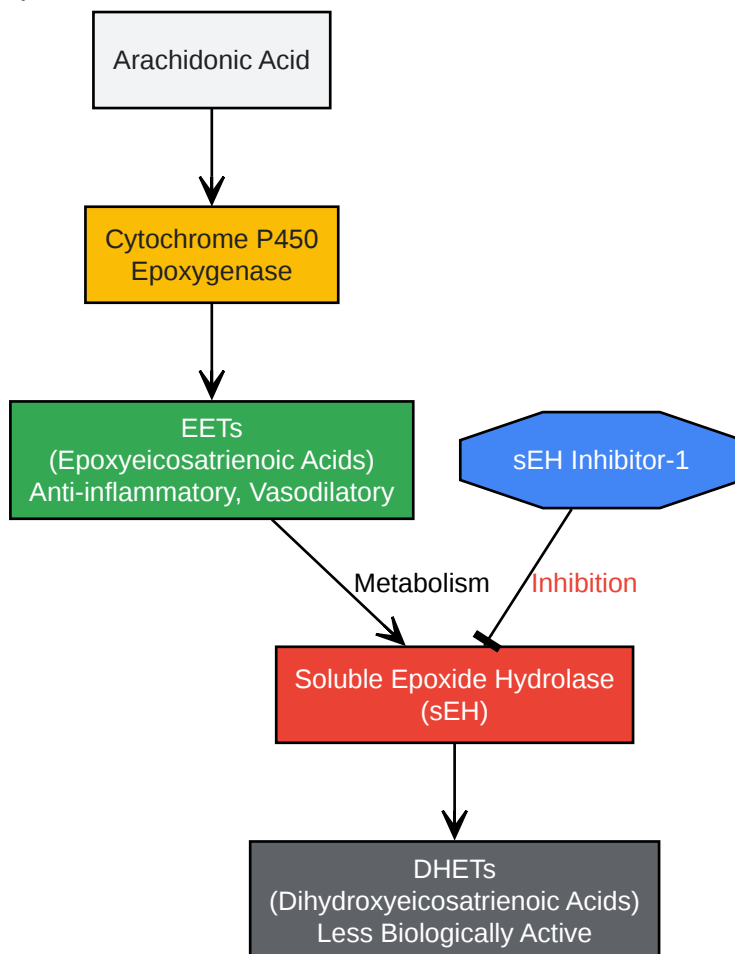 Arachidonic Acid
Cytochrome P450
Epoxygenase
EETs
(Epoxyeicosatrienoic Acids)
Anti-inflammatory, Vasodilatory
sEH Inhibitor-1
Metabolism
Inhibition
Soluble Epoxide Hydrolase
(sEH)
DHETs
(Dihydroxyeicosatrienoic Acids)
Less Biologically Active